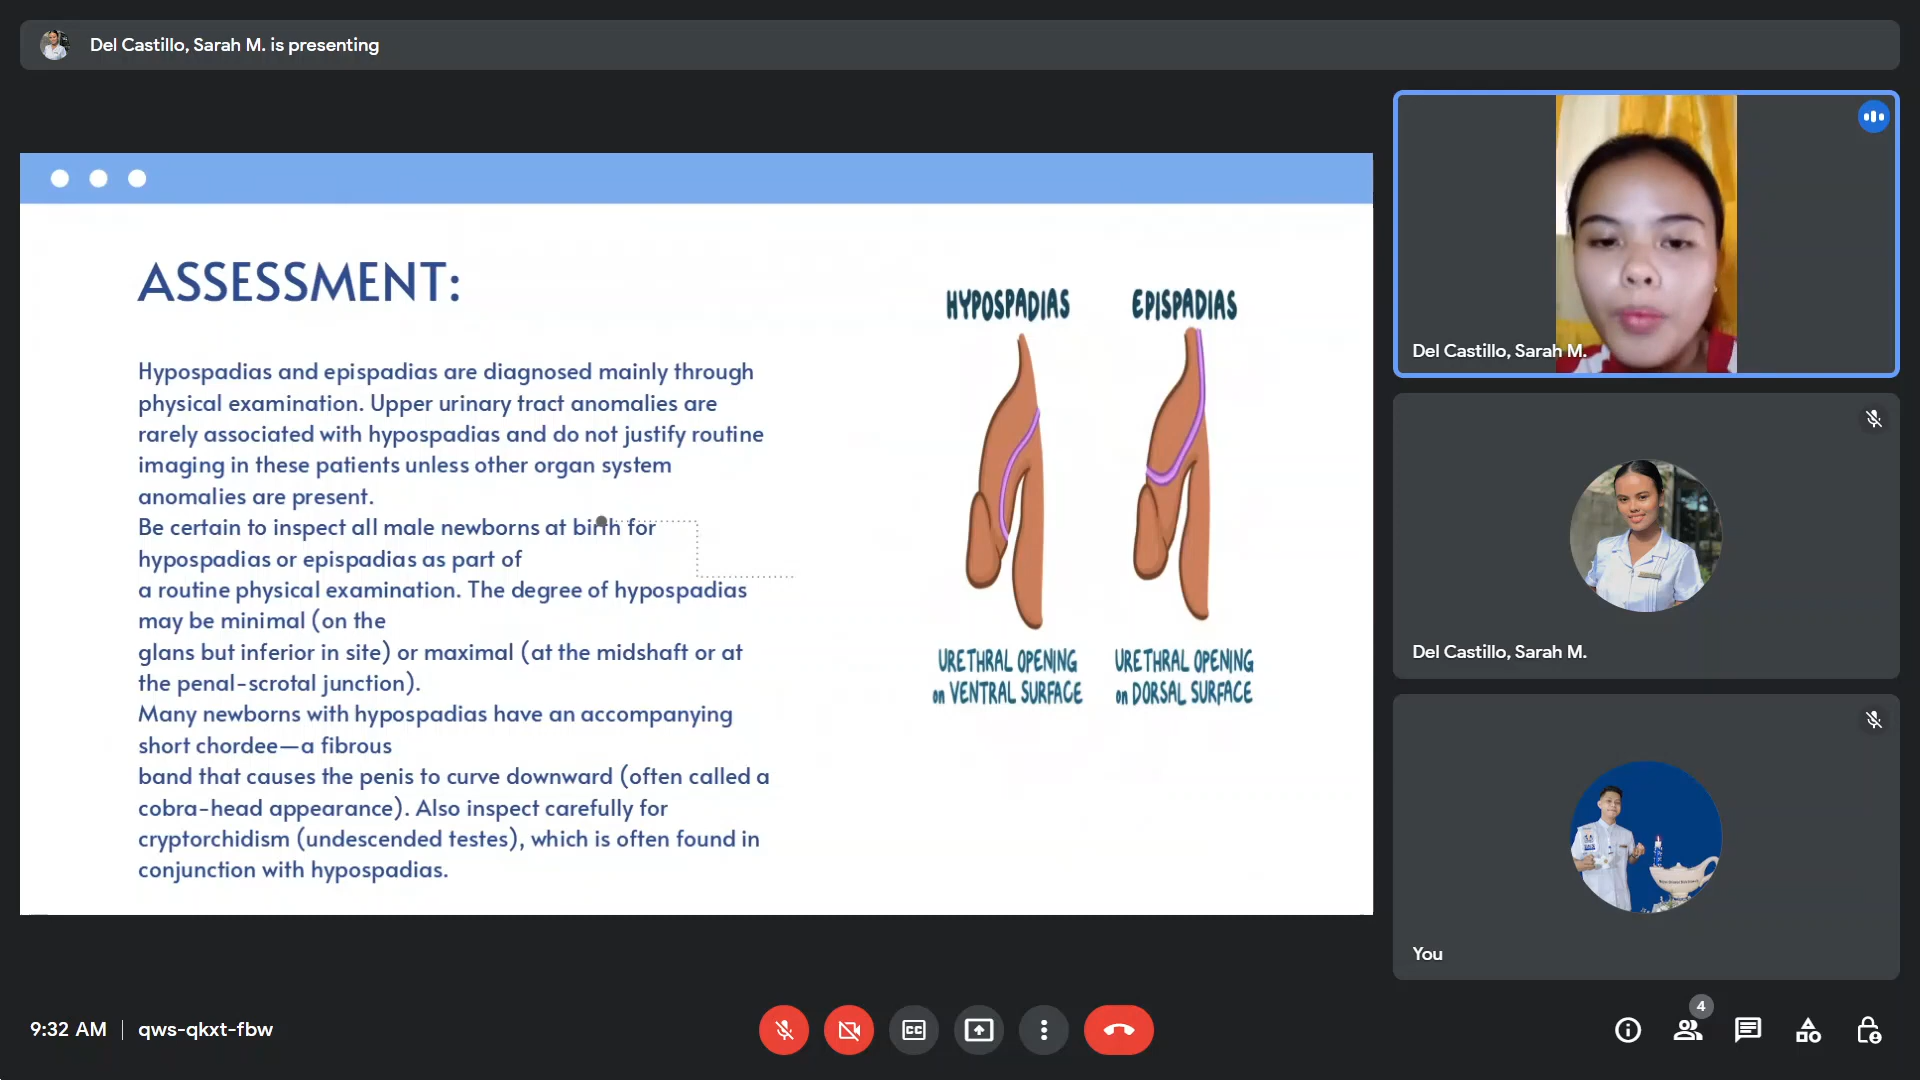 Del Castillo, Sarah M. is presenting
ASSESSMENT:
Hypospadias and epispadias are diagnosed mainly through
physical examination. Upper urinary tract anomalies are
rarely associated with hypospadias and do not justify routine
imaging in these patients unless other organ system
anomalies are present.
Be certain to inspect all male newborns at birth for
hypospadias or epispadias as part of
a routine physical examination. The degree of hypospadias
may be minimal (on the
glans but inferior in site) or maximal (at the midshaft or at
the penal-scrotal junction).
Many newborns with hypospadias have an accompanying
short chordee—a fibrous
band that causes the penis to curve downward (often called a
cobra-head appearance). Also inspect carefully for
cryptorchidism (undescended testes), which is often found in
conjunction with hypospadias.
HYPOSPADIAS
URETHRAL OPENING
on VENTRAL SURFACE
EPISPADIAS
URETHRAL OPENING
on DORSAL SURFACE
Del Castillo, Sarah M.
Del Castillo, Sarah M.
You
9:32 AM | qws-qkxt-fbw
CC
4